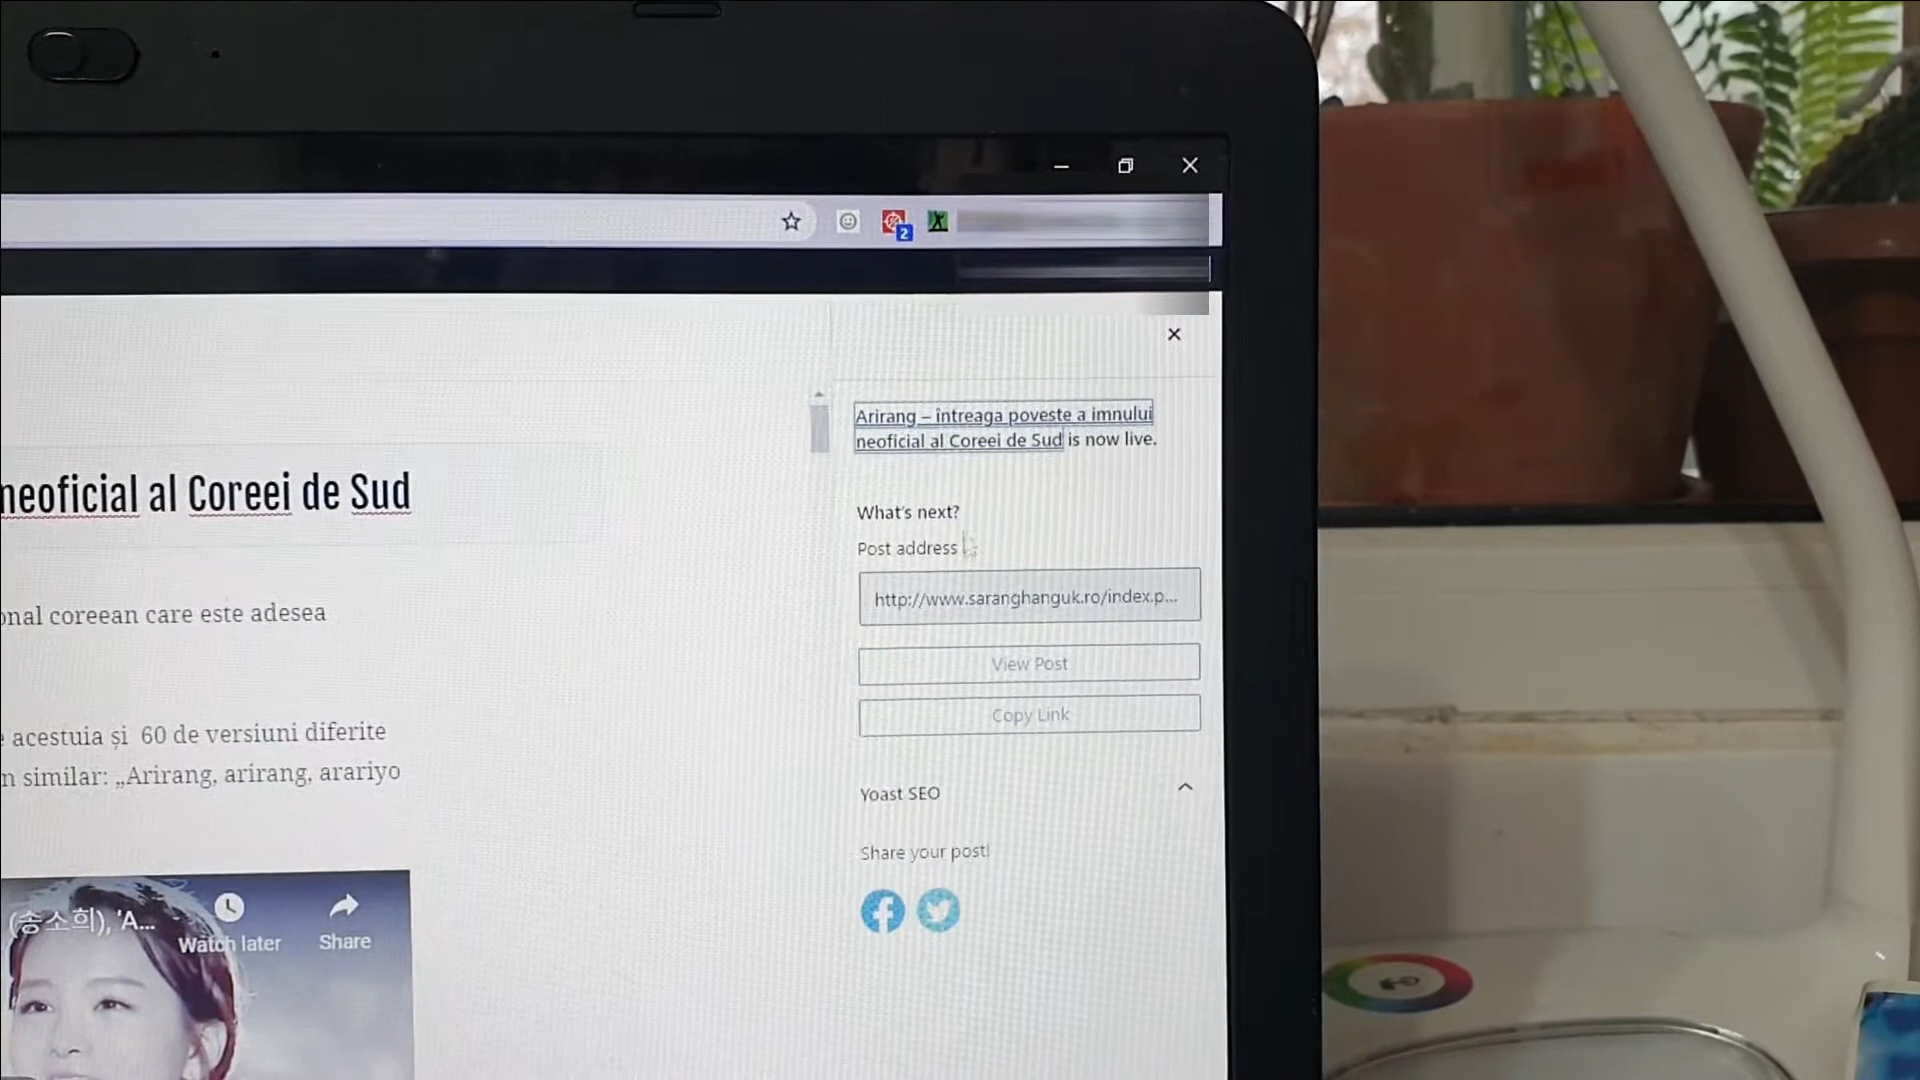 2
Arirang – întreaga poveste a imnului
neoficial al Coreei de Sud is now live.
What's next?
Post address
http://www.saranghanguk.ro/index.p...
View Post
Copy Link
Yoast SEO
Share your post!
neoficial al Coreei de Sud
onal coreean care este adesea
e acestuia și 60 de versiuni diferite
n similar: „Arirang, arirang, arariyo
(송소희), 'A...
Watch later
Share